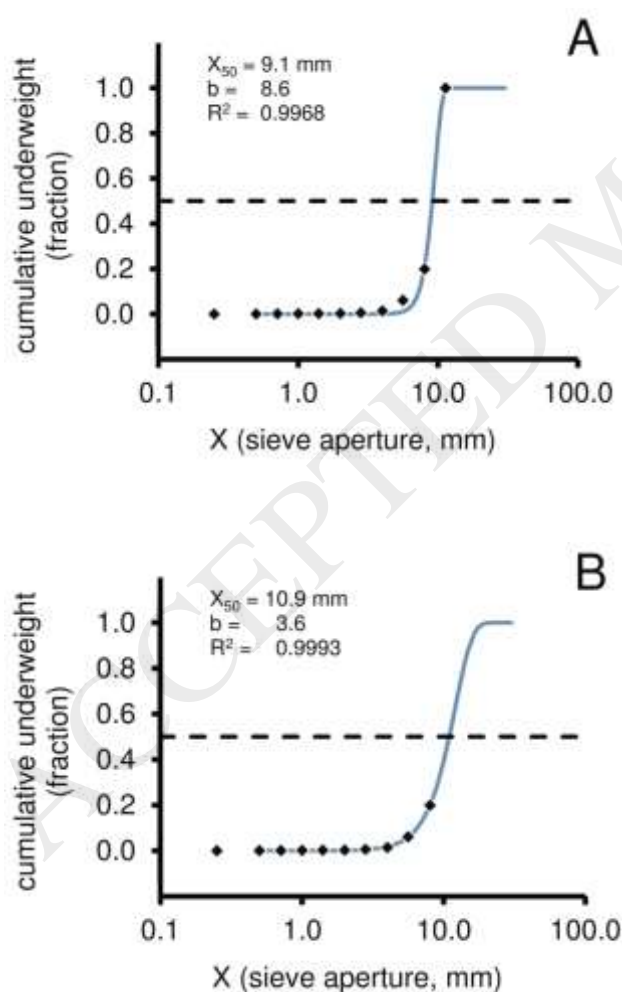 A
X50 = 9.1 mm
b = 8.6
R² = 0.9968
cumulative underweight
(fraction)
1.0
0.8
0.6
0.4
0.2
0.0
0.1 1.0 10.0 100.0
X (sieve aperture, mm)
ACCEPTED M
B
X50 = 10.9 mm
b = 3.6
R² = 0.9993
cumulative underweight
(fraction)
1.0
0.8
0.6
0.4
0.2
0.0
0.1 1.0 10.0 100.0
X (sieve aperture, mm)